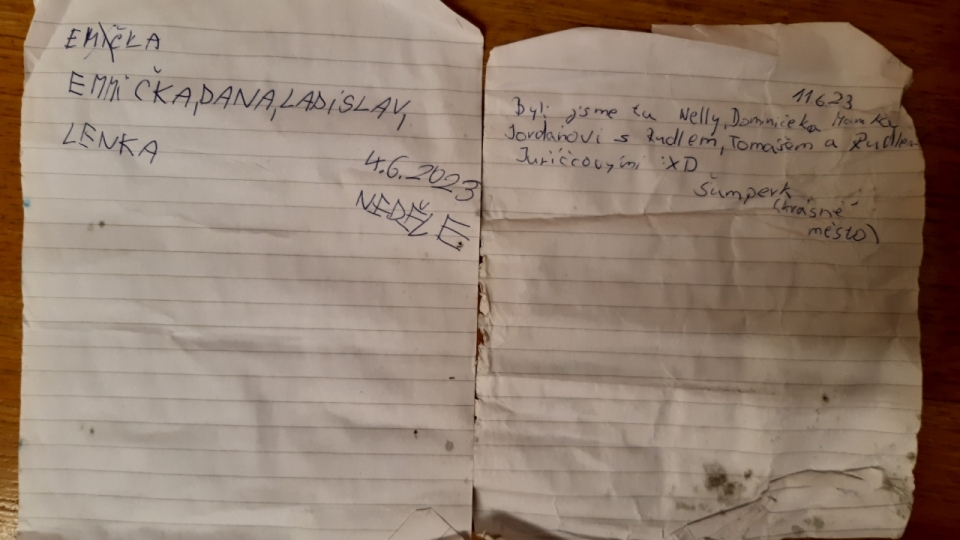 EMIČKA
EMMIČKA, DANA, LADISLAV,
LENKA
4.6.2023
NEDĚLE
11.6.23
Byli jsme tu Nelly, Dominička Hanka
Jordánovi s Rudlem, Tomášem a Rudlem
Juričcovými :XD
Šumperk
(krásné
město)